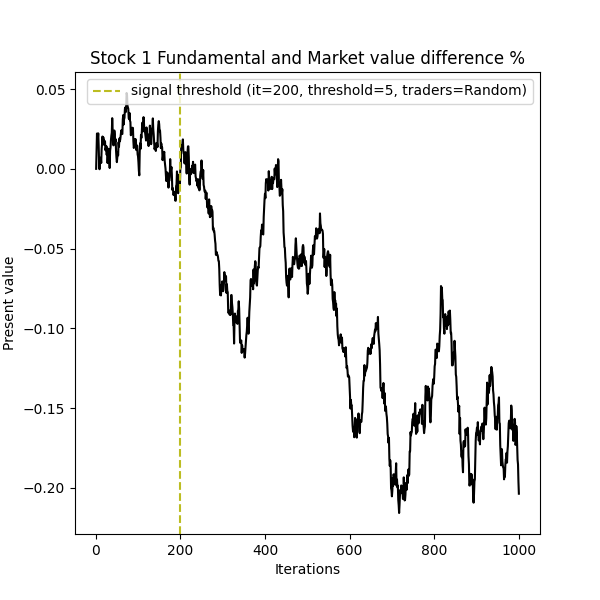 Stock 1 Fundamental and Market value difference %
signal threshold (it=200, threshold=5, traders=Random)
0.05
0.00
−0.05
−0.10
−0.15
−0.20
Present value
0 200 400 600 800 1000
Iterations